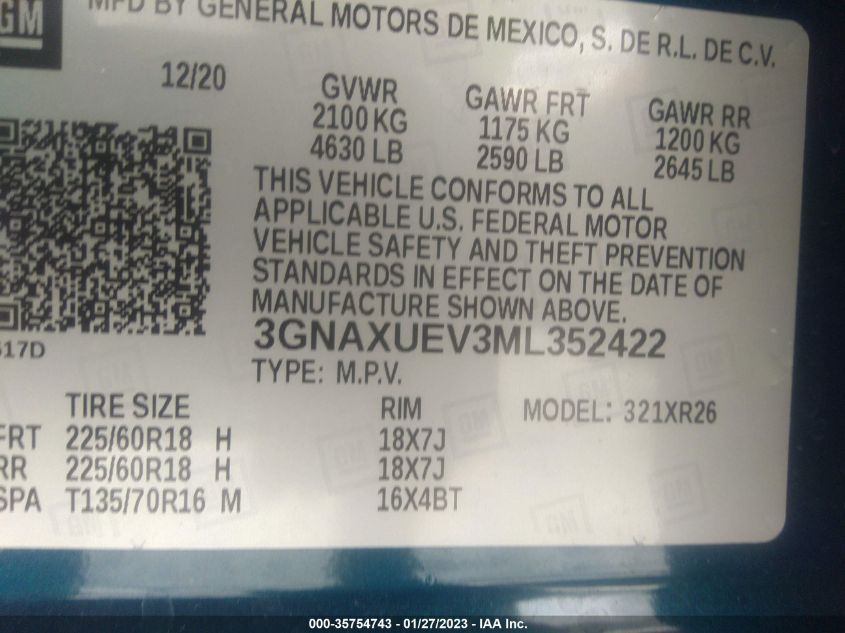 GM
MFD BY GENERAL MOTORS DE MEXICO, S. DE R.L. DE C.V.
12/20 GVWR GAWR FRT GAWR RR
2100 KG 1175 KG 1200 KG
4630 LB 2590 LB 2645 LB
THIS VEHICLE CONFORMS TO ALL
APPLICABLE U.S. FEDERAL MOTOR
VEHICLE SAFETY AND THEFT PREVENTION
STANDARDS IN EFFECT ON THE DATE OF
MANUFACTURE SHOWN ABOVE.
3GNAXUEV3ML352422
517D
TYPE: M.P.V.
TIRE SIZE RIM MODEL: 321XR26
FRT 225/60R18 H 18X7J
RR 225/60R18 H 18X7J
SPA T135/70R16 M 16X4BT
000-35754743 - 01/27/2023 - IAA Inc.